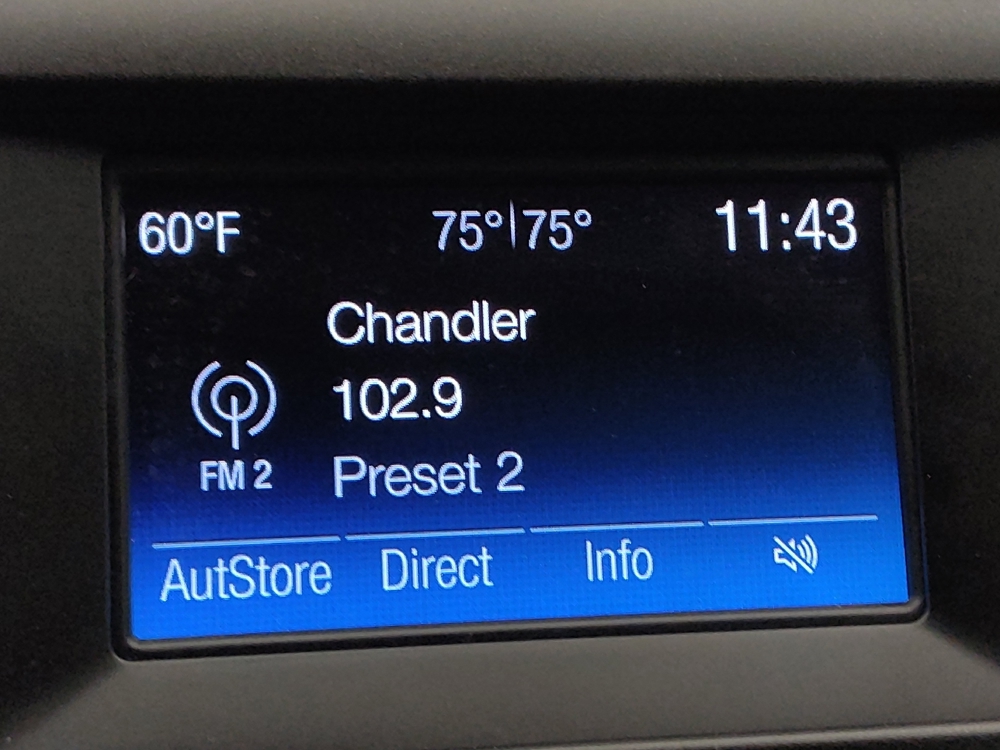 60°F 75°|75° 11:43
Chandler
102.9
FM 2 Preset 2
AutStore Direct Info